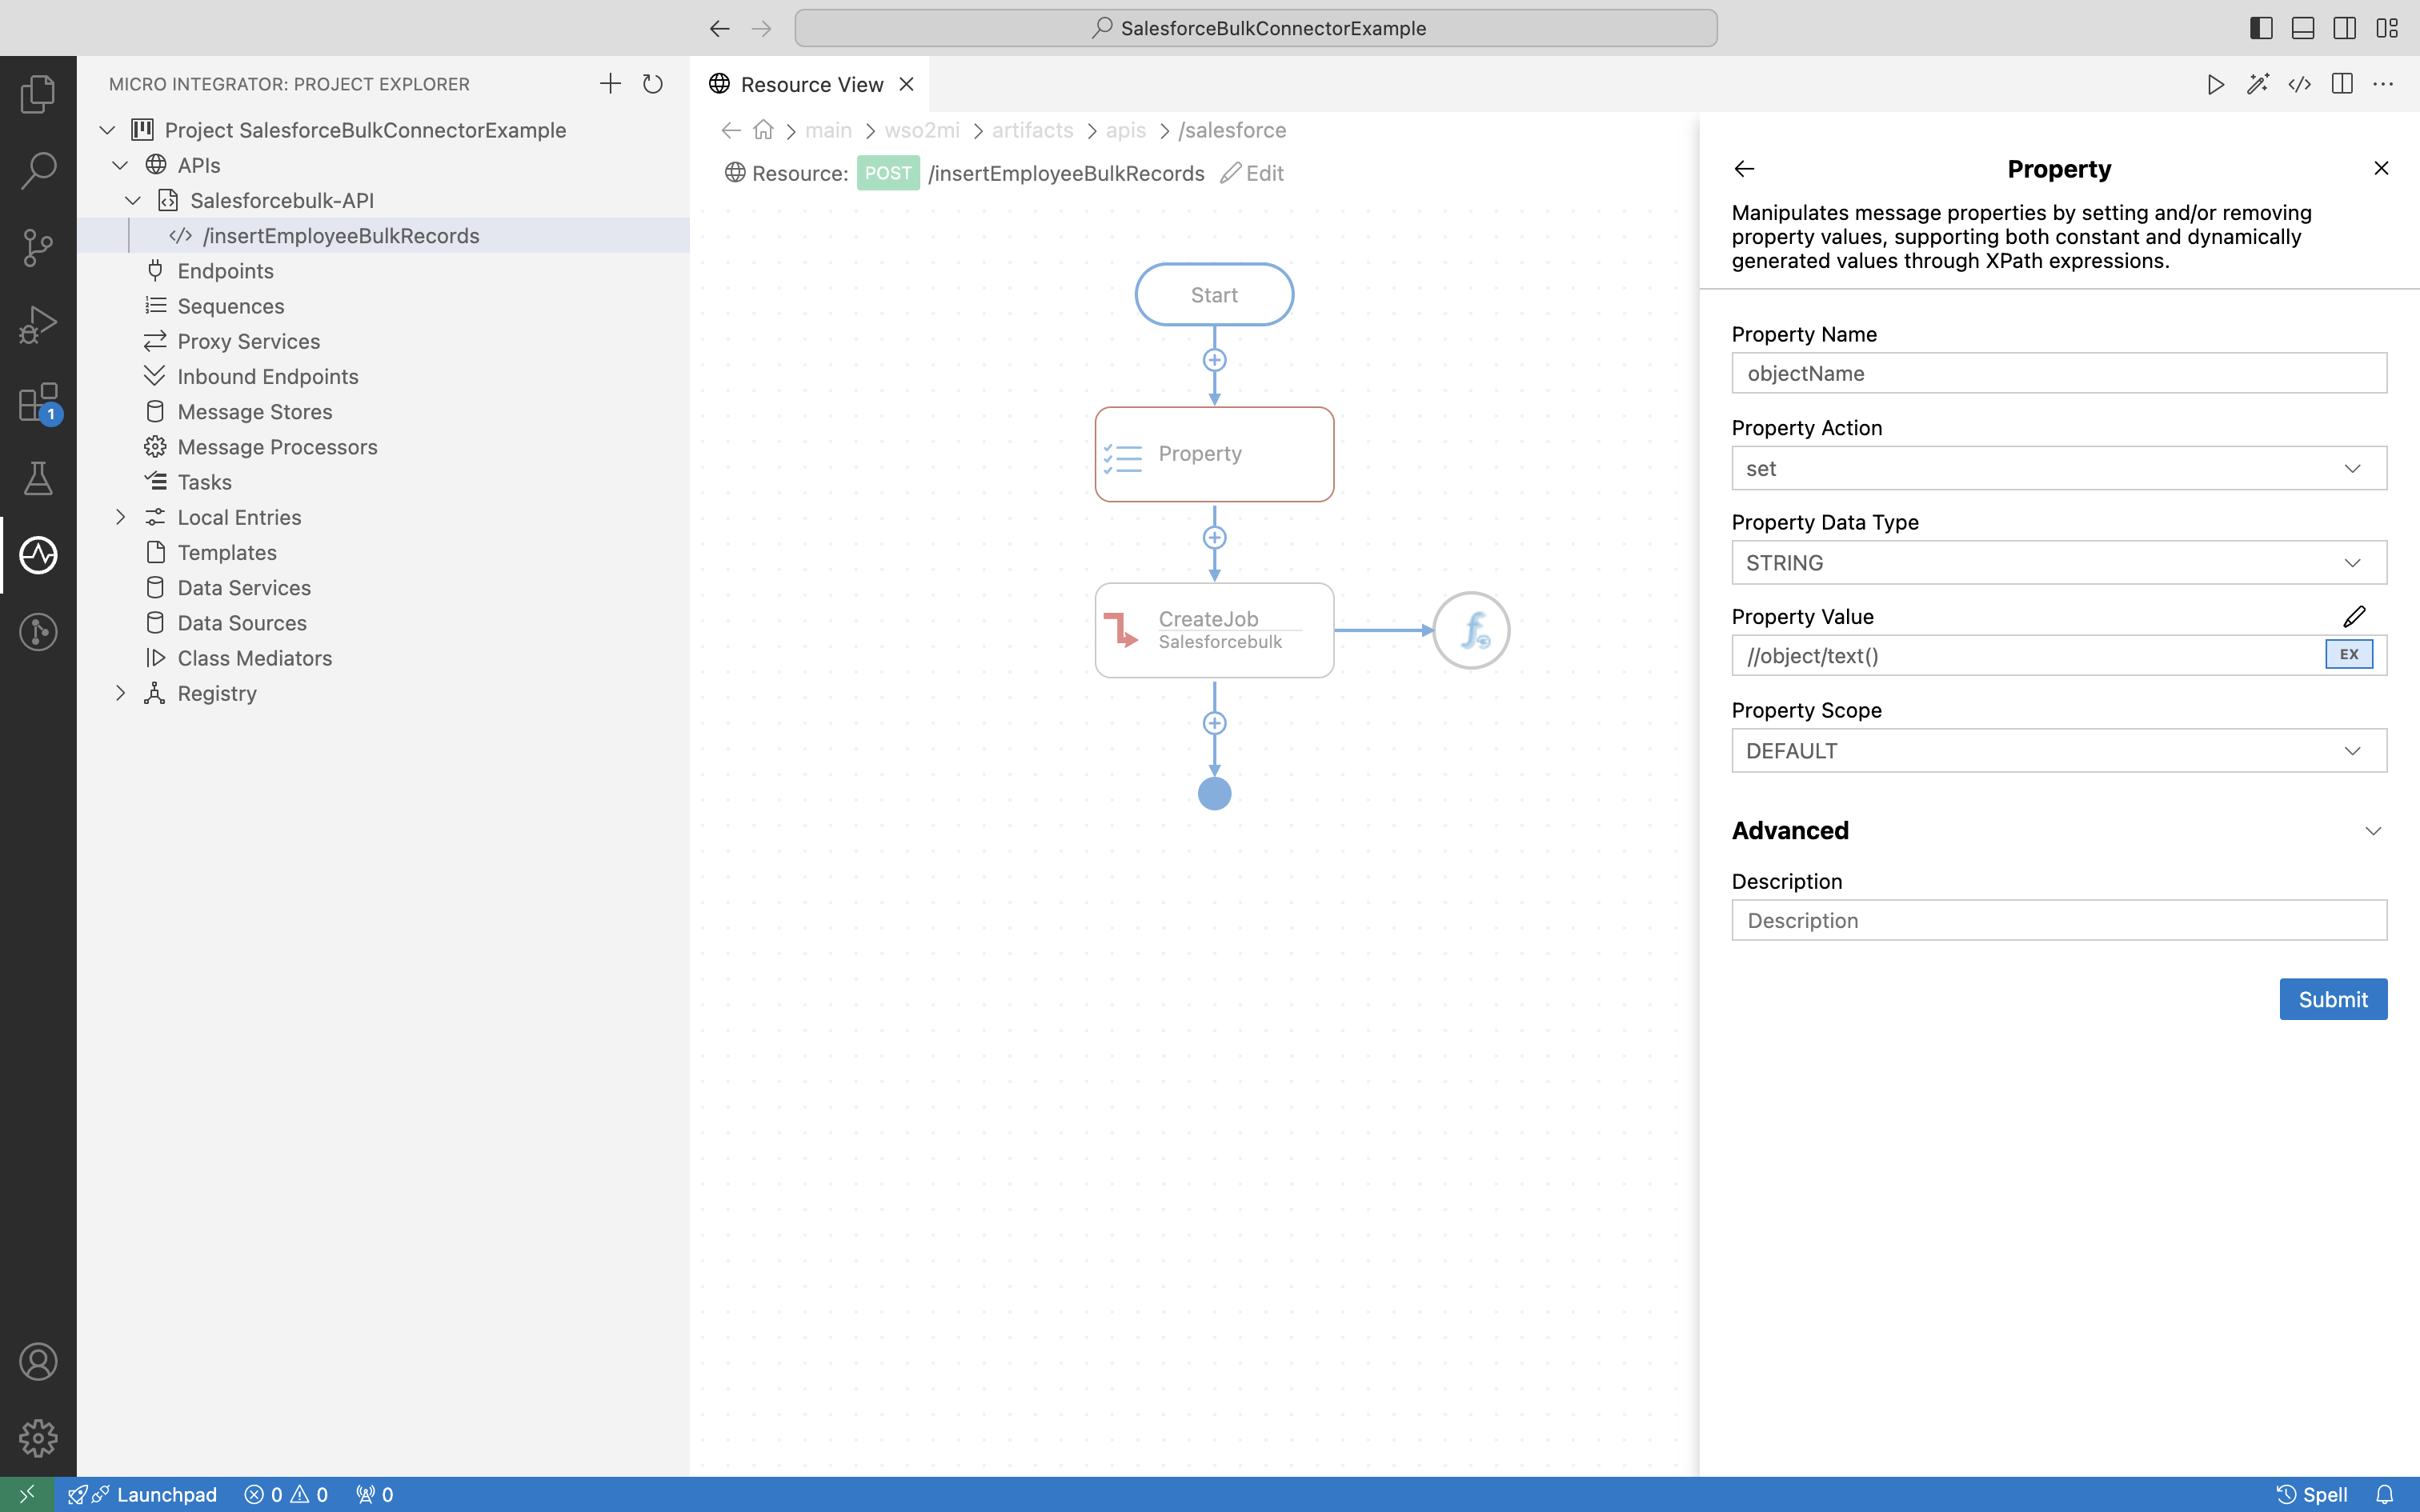 SalesforceBulkConnectorExample
MICRO INTEGRATOR: PROJECT EXPLORER
Project SalesforceBulkConnectorExample
APIs
Salesforcebulk-API
/insertEmployeeBulkRecords
Endpoints
Sequences
Proxy Services
Inbound Endpoints
Message Stores
Message Processors
Tasks
Local Entries
Templates
Data Services
Data Sources
Class Mediators
Registry
1
Resource View
main > wso2mi > artifacts > apis > /salesforce
Resource: POST /insertEmployeeBulkRecords Edit
Start
Property
CreateJob
Salesforcebulk
Property
Manipulates message properties by setting and/or removing
property values, supporting both constant and dynamically
generated values through XPath expressions.
Property Name
objectName
Property Action
set
Property Data Type
STRING
Property Value
//object/text() EX
Property Scope
DEFAULT
Advanced
Description
Description
Submit
Launchpad 0 0 0 Spell